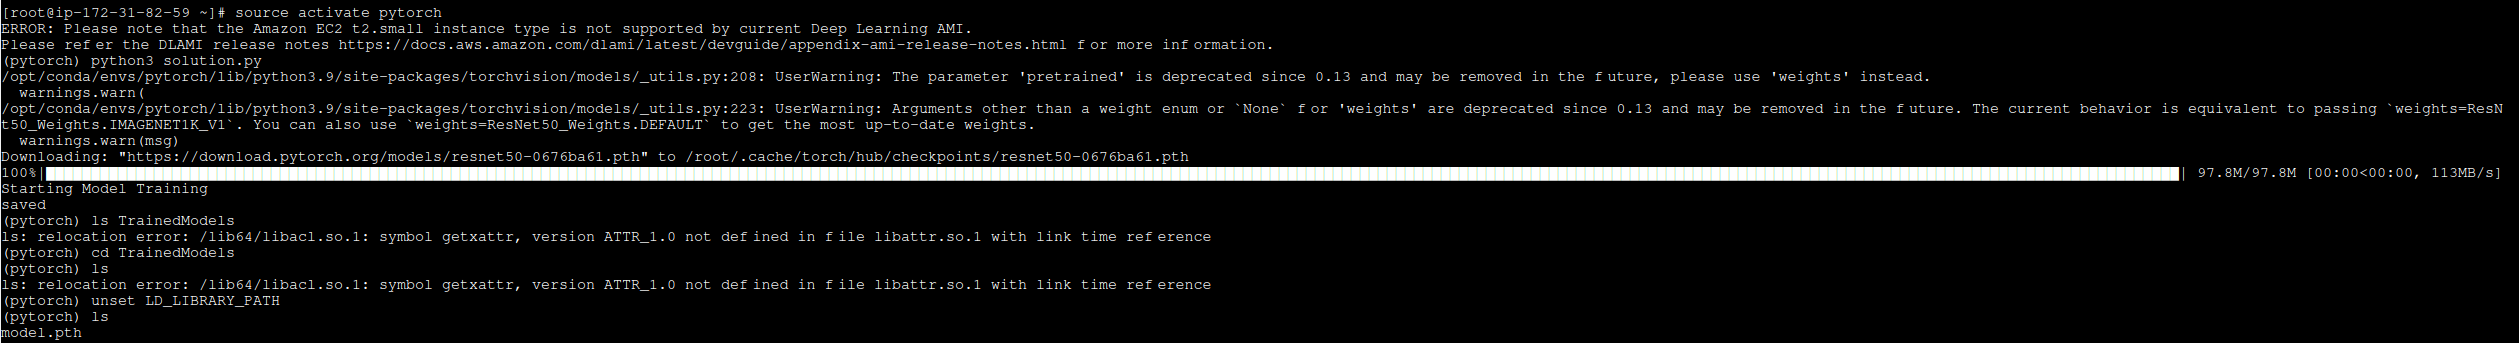 [root@ip-172-31-82-59 ~]# source activate pytorch
ERROR: Please note that the Amazon EC2 t2.small instance type is not supported by current Deep Learning AMI.
Please refer the DLAMI release notes https://docs.aws.amazon.com/dlami/latest/devguide/appendix-ami-release-notes.html for more information.
(pytorch) python3 solution.py
/opt/conda/envs/pytorch/lib/python3.9/site-packages/torchvision/models/_utils.py:208: UserWarning: The parameter 'pretrained' is deprecated since 0.13 and may be removed in the future, please use 'weights' instead.
  warnings.warn(
/opt/conda/envs/pytorch/lib/python3.9/site-packages/torchvision/models/_utils.py:223: UserWarning: Arguments other than a weight enum or `None` for 'weights' are deprecated since 0.13 and may be removed in the future. The current behavior is equivalent to passing `weights=ResN
t50_Weights.IMAGENET1K_V1`. You can also use `weights=ResNet50_Weights.DEFAULT` to get the most up-to-date weights.
  warnings.warn(msg)
Downloading: "https://download.pytorch.org/models/resnet50-0676ba61.pth" to /root/.cache/torch/hub/checkpoints/resnet50-0676ba61.pth
100%| | 97.8M/97.8M [00:00<00:00, 113MB/s]
Starting Model Training
saved
(pytorch) ls TrainedModels
ls: relocation error: /lib64/libacl.so.1: symbol getxattr, version ATTR_1.0 not defined in file libattr.so.1 with link time reference
(pytorch) cd TrainedModels
(pytorch) ls
ls: relocation error: /lib64/libacl.so.1: symbol getxattr, version ATTR_1.0 not defined in file libattr.so.1 with link time reference
(pytorch) unset LD_LIBRARY_PATH
(pytorch) ls
model.pth